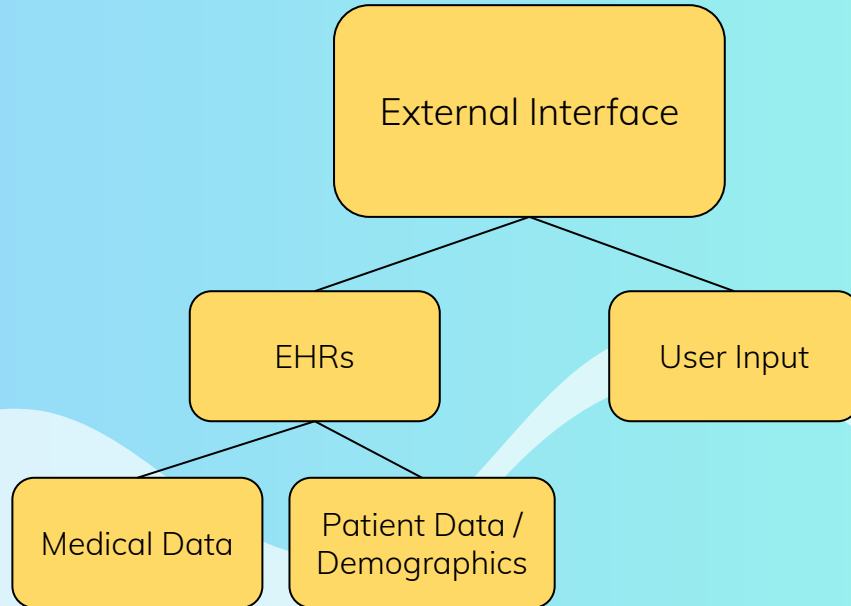 External Interface
EHRs
User Input
Medical Data
Patient Data /
Demographics